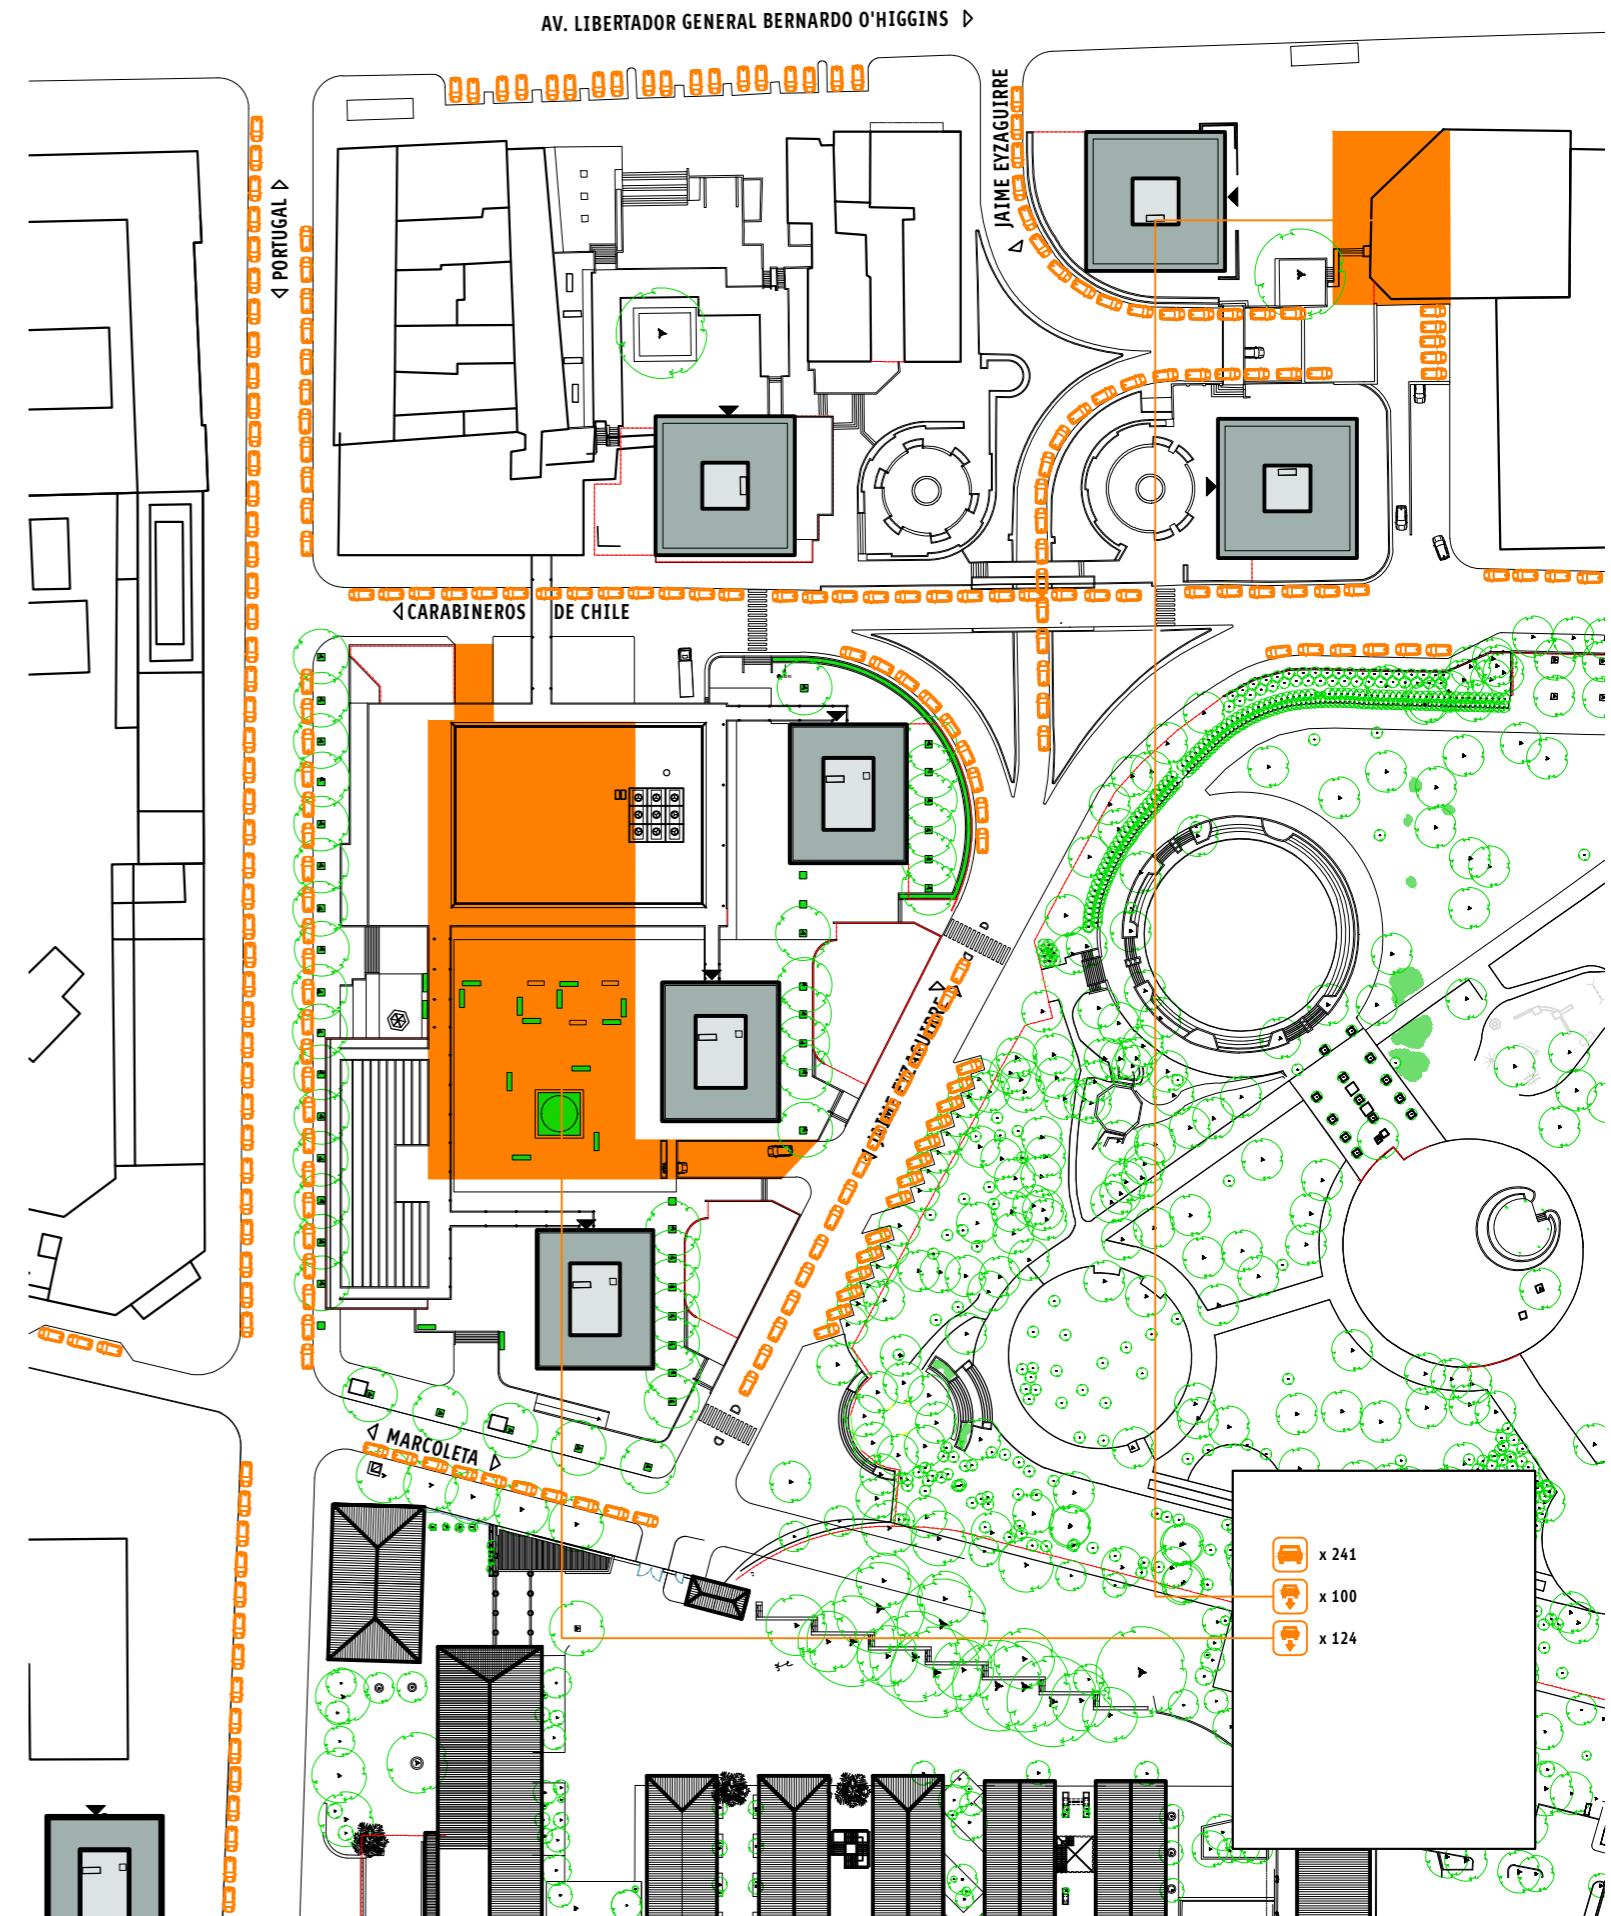 AV. LIBERTADOR GENERAL BERNARDO O'HIGGINS
JAIME EYZAGUIRRE
PORTUGAL
CARABINEROS DE CHILE
JAIME EYZAGUIRRE
MARCOLETA
x 241
x 100
x 124